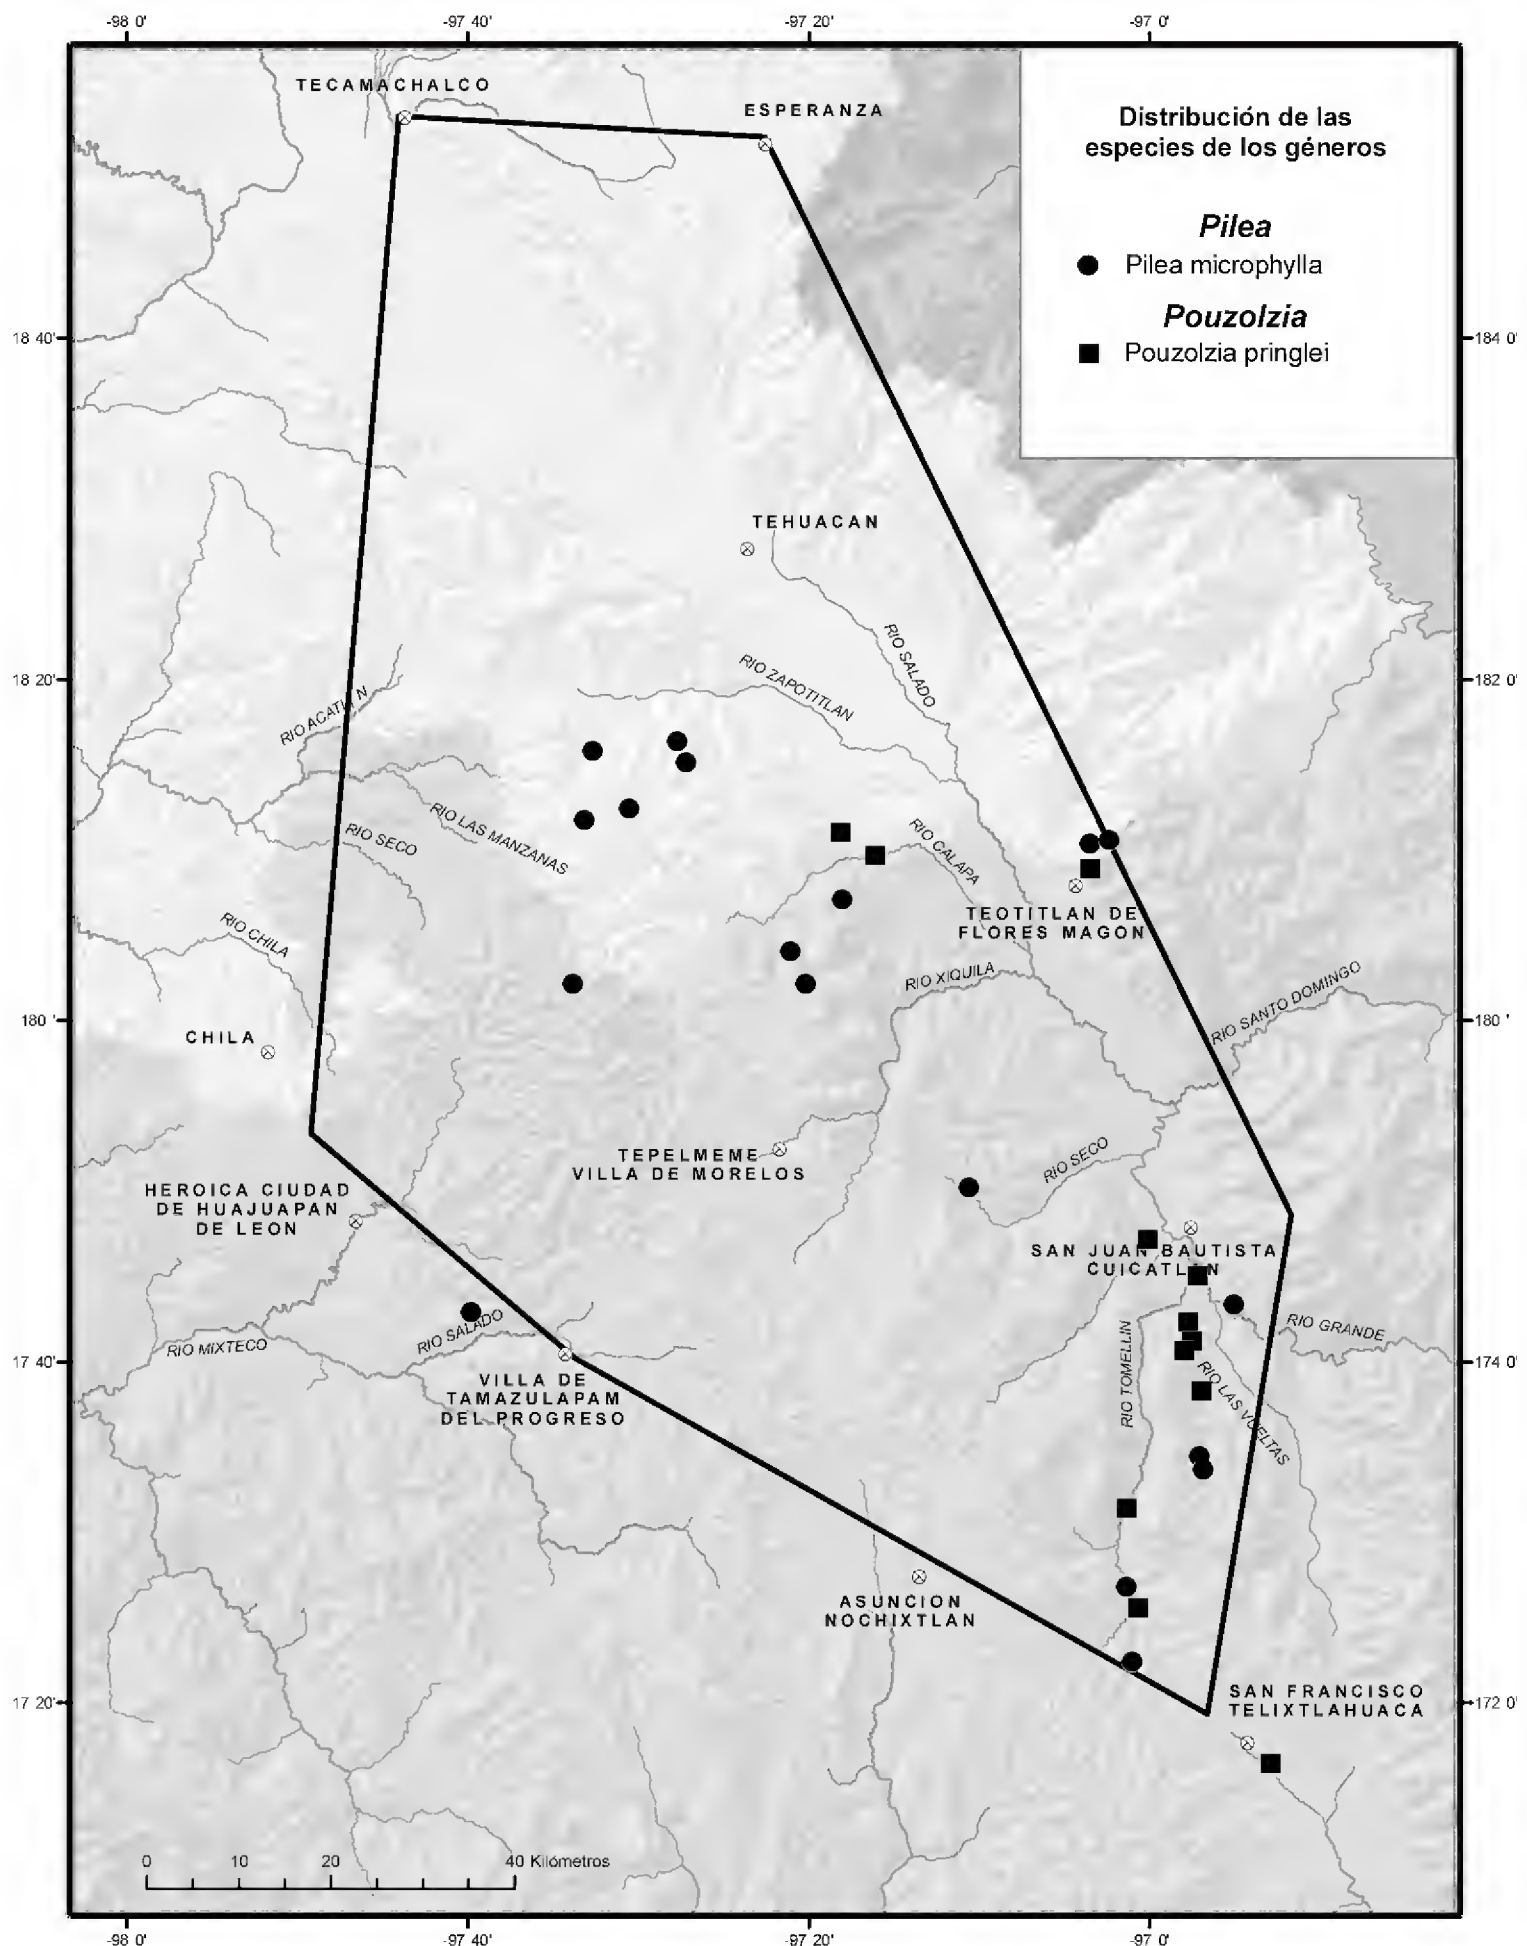 -98 0'
-97 40'
-97 20'
-97 0'
TECAMACHALCO
ESPERANZA
Distribución de las
especies de los géneros
Pilea
Pilea microphylla
Pouzolzia
Pouzolzia pringlei
18 40'
184 0'
TEHUACAN
RIO SALADO
18 20'
182 0'
RIO ZAPOTITLAN
RIO ACATL N
RIO LAS MANZANAS
RIO SECO
RIO CALAPA
TEOTITLAN DE
FLORES MAGON
RIO CHILA
RIO XIQUILA
RIO SANTO DOMINGO
180 '
180 '
CHILA
TEPELMEME
VILLA DE MORELOS
RIO SECO
HEROICA CIUDAD
DE HUAJUAPAN
DE LEON
SAN JUAN BAUTISTA
CUICATLAN
RIO SALADO
RIO MIXTECO
RIO GRANDE
17 40'
174 0'
RIO TOMELLIN
RIO LAS VUELTAS
VILLA DE
TAMAZULAPAM
DEL PROGRESO
ASUNCION
NOCHIXTLAN
17 20'
172 0'
SAN FRANCISCO
TELIXTLAHUACA
0 10 20 40 Kilómetros
-98 0'
-97 40'
-97 20'
-97 0'